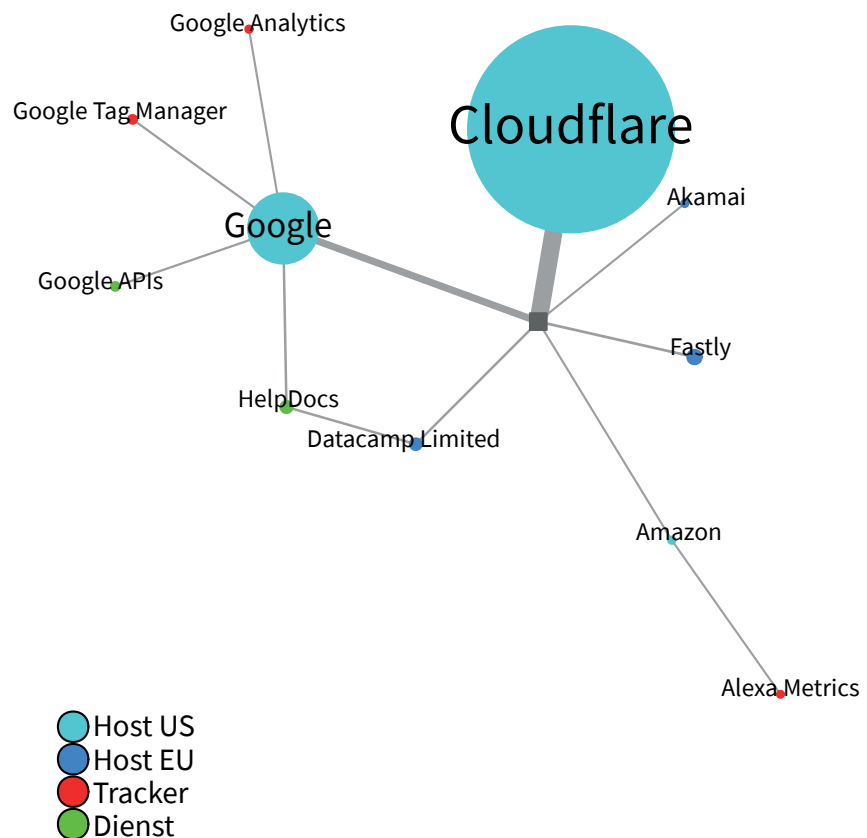 Google Analytics
Google Tag Manager
Cloudflare
Akamai
Google
Google APIs
Fastly
HelpDocs
Datacamp Limited
Amazon
Alexa Metrics
Host US
Host EU
Tracker
Dienst